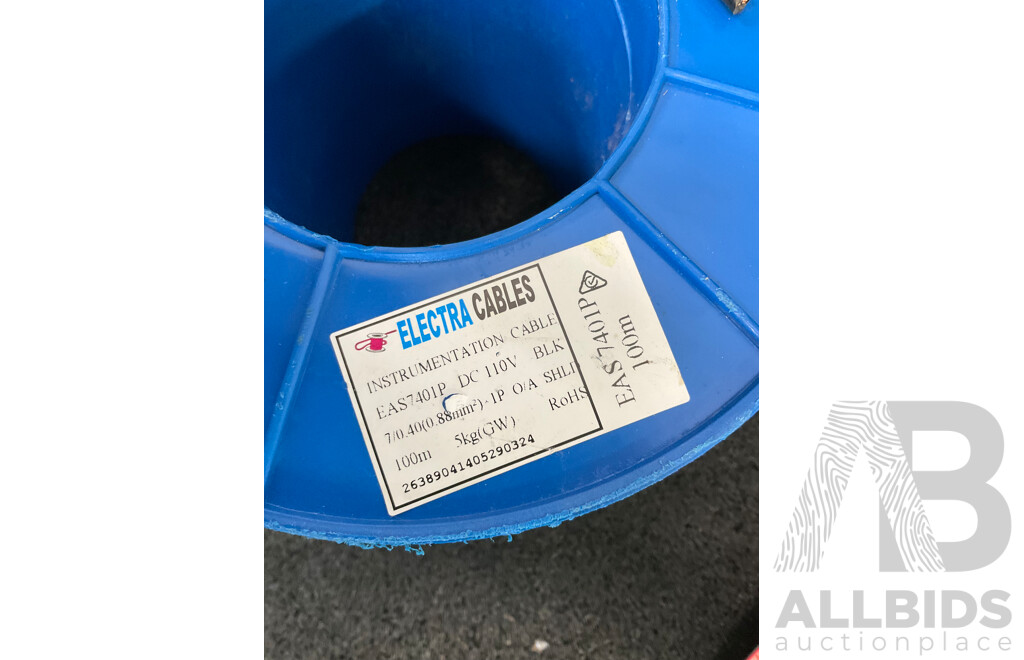 ELECTRA CABLES
INSTRUMENTATION CABLE
EAS7401P DC 110V BLK
7/0.40(0.88mm²)-1P O/A SHLI
100m 5kg(GW) RoHS
26389041405290324
EAS7401P
100m
AB
ALLBIDS
auctionplace